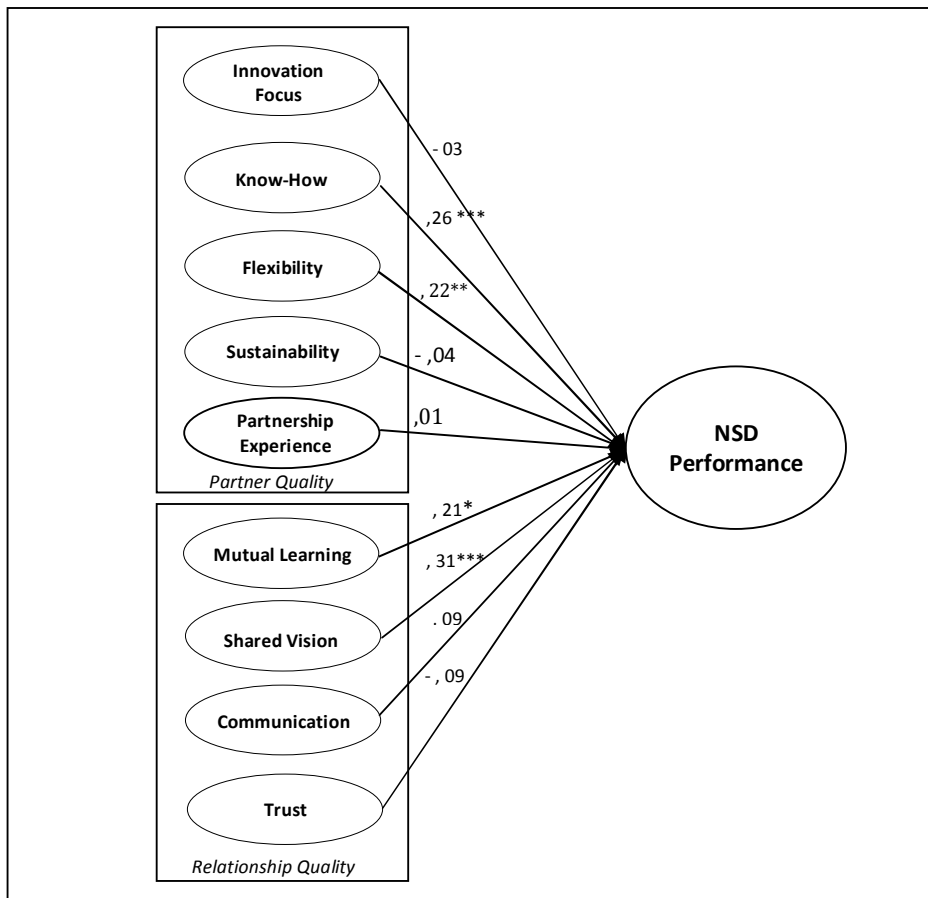 Innovation
Focus
- 03
Know-How
,26 ***
Flexibility
, 22**
Sustainability
- ,04
Partnership
Experience
,01
Partner Quality
NSD
Performance
Mutual Learning
, 21*
Shared Vision
, 31***
Communication
. 09
Trust
- , 09
Relationship Quality